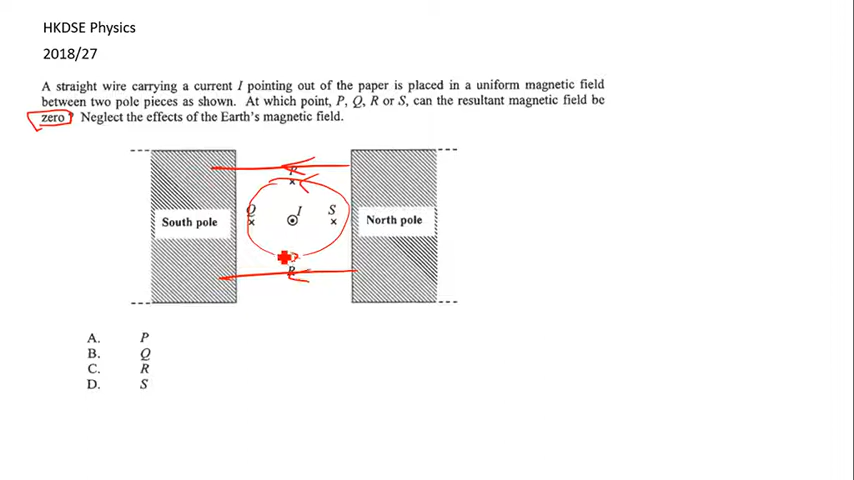 HKDSE Physics
2018/27
A straight wire carrying a current I pointing out of the paper is placed in a uniform magnetic field
between two pole pieces as shown. At which point, P, Q, R or S, can the resultant magnetic field be
zero? Neglect the effects of the Earth's magnetic field.
P
Q I S
South pole North pole
R
A. P
B. Q
C. R
D. S